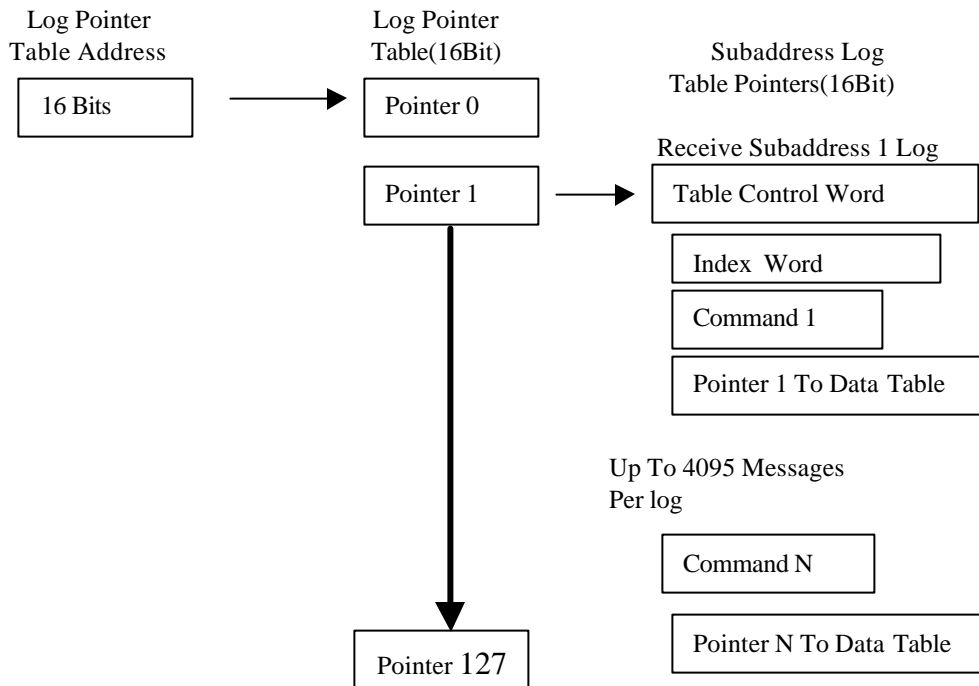 Log Pointer
Table Address
16 Bits
Log Pointer
Table(16Bit)
Pointer 0
Pointer 1
Pointer 127
Subaddress Log
Table Pointers(16Bit)
Receive Subaddress 1 Log
Table Control Word
Index Word
Command 1
Pointer 1 To Data Table
Up To 4095 Messages
Per log
Command N
Pointer N To Data Table